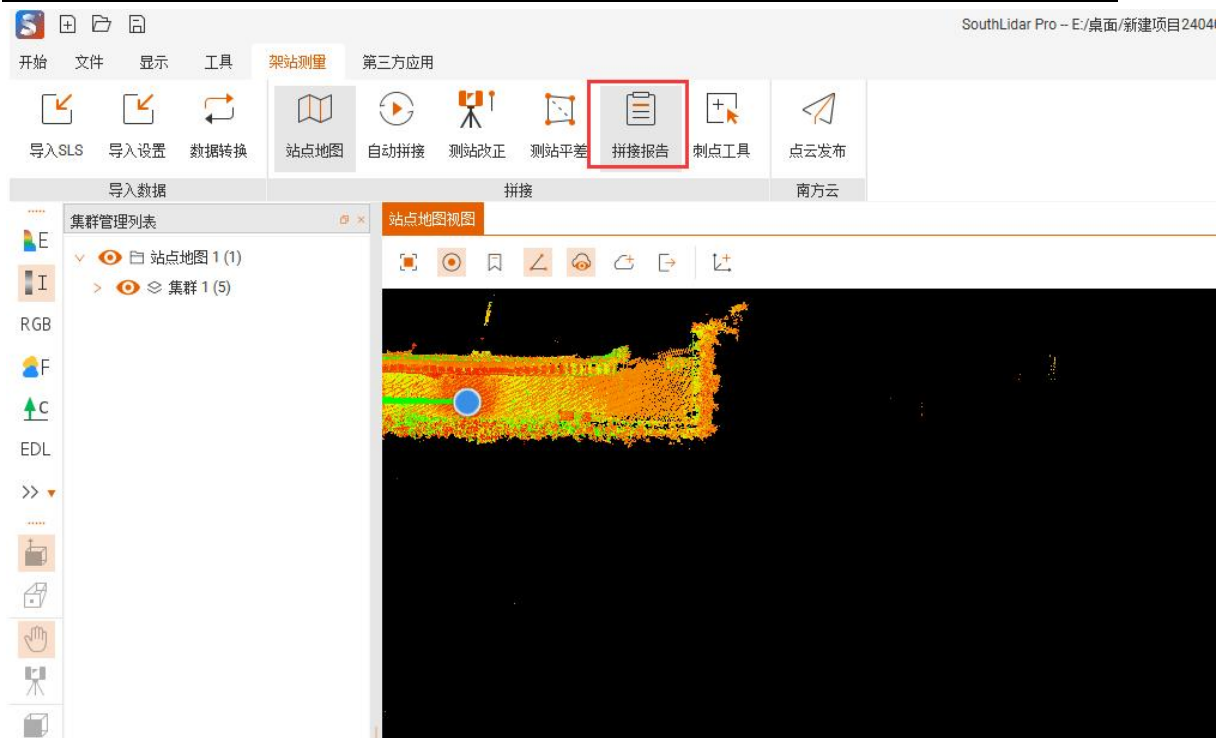 SouthLidar Pro -- E:/桌面/新建项目24040
开始 文件 显示 工具 架站测量 第三方应用
导入SLS 导入设置 数据转换 站点地图 自动拼接 测站改正 测站平差 拼接报告 刺点工具 点云发布
导入数据 拼接 南方云
集群管理列表 站点地图视图
E
站点地图 1 (1)
I
集群 1 (5)
RGB
F
C
EDL